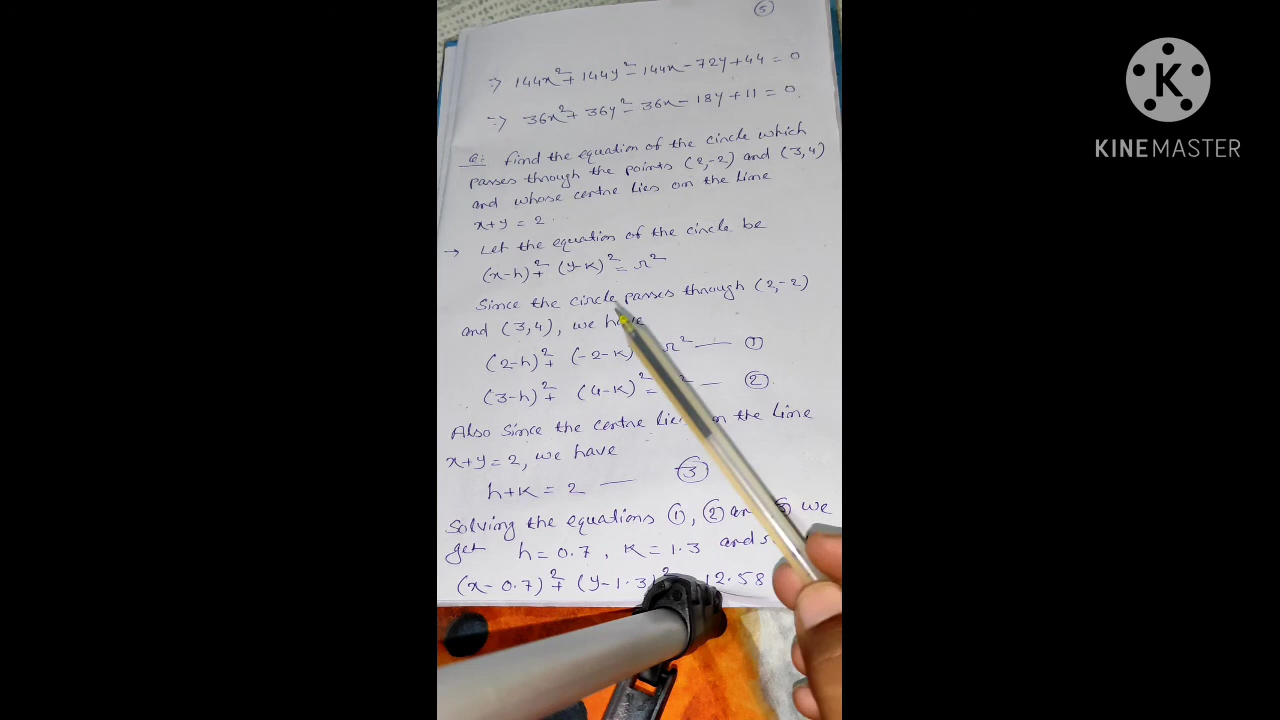 5
⇒ 144x²+144y²-144x-72y+44=0
⇒ 36x²+36y²-36x-18y+11=0.
Q: Find the equation of the circle which
passes through the points (2,-2) and (3,4)
and whose centre lies on the line
x+y=2.
→ Let the equation of the circle be
(x-h)²+(y-k)²=r²
Since the circle passes through (2,-2)
and (3,4), we have
(2-h)²+(-2-k) r² — ①
(3-h)²+(4-k)²= ² — ②.
Also since the centre lies on the line
x+y=2, we have
h+k=2 — ③
Solving the equations ①, ② an ③ we
get h=0.7, k=1.3 and
(x-0.7)²+(y-1.3)² 12.58
K
KINEMASTER